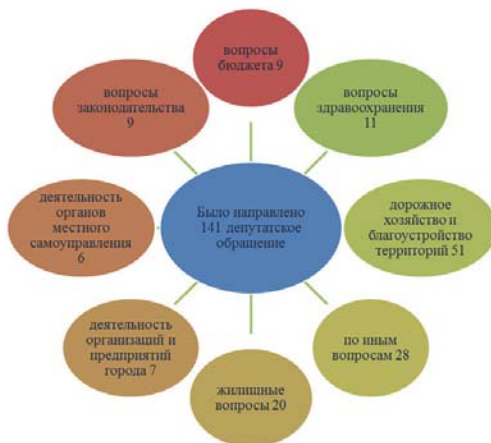 вопросы
бюджета 9
вопросы
здравоохранения
11
дорожное
хозяйство и
благоустройство
территорий 51
по иным
вопросам 28
жилищные
вопросы 20
деятельность
организаций и
предприятий
города 7
деятельность
органов
местного
самоуправления
6
вопросы
законодательства
9
Было направлено
141 депутатское
обращение